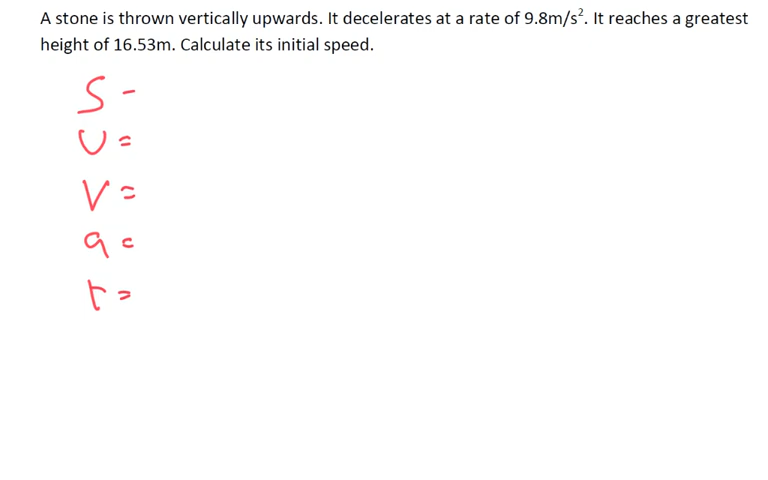 A stone is thrown vertically upwards. It decelerates at a rate of 9.8m/s². It reaches a greatest
height of 16.53m. Calculate its initial speed.
S -
U =
V =
a =
t =